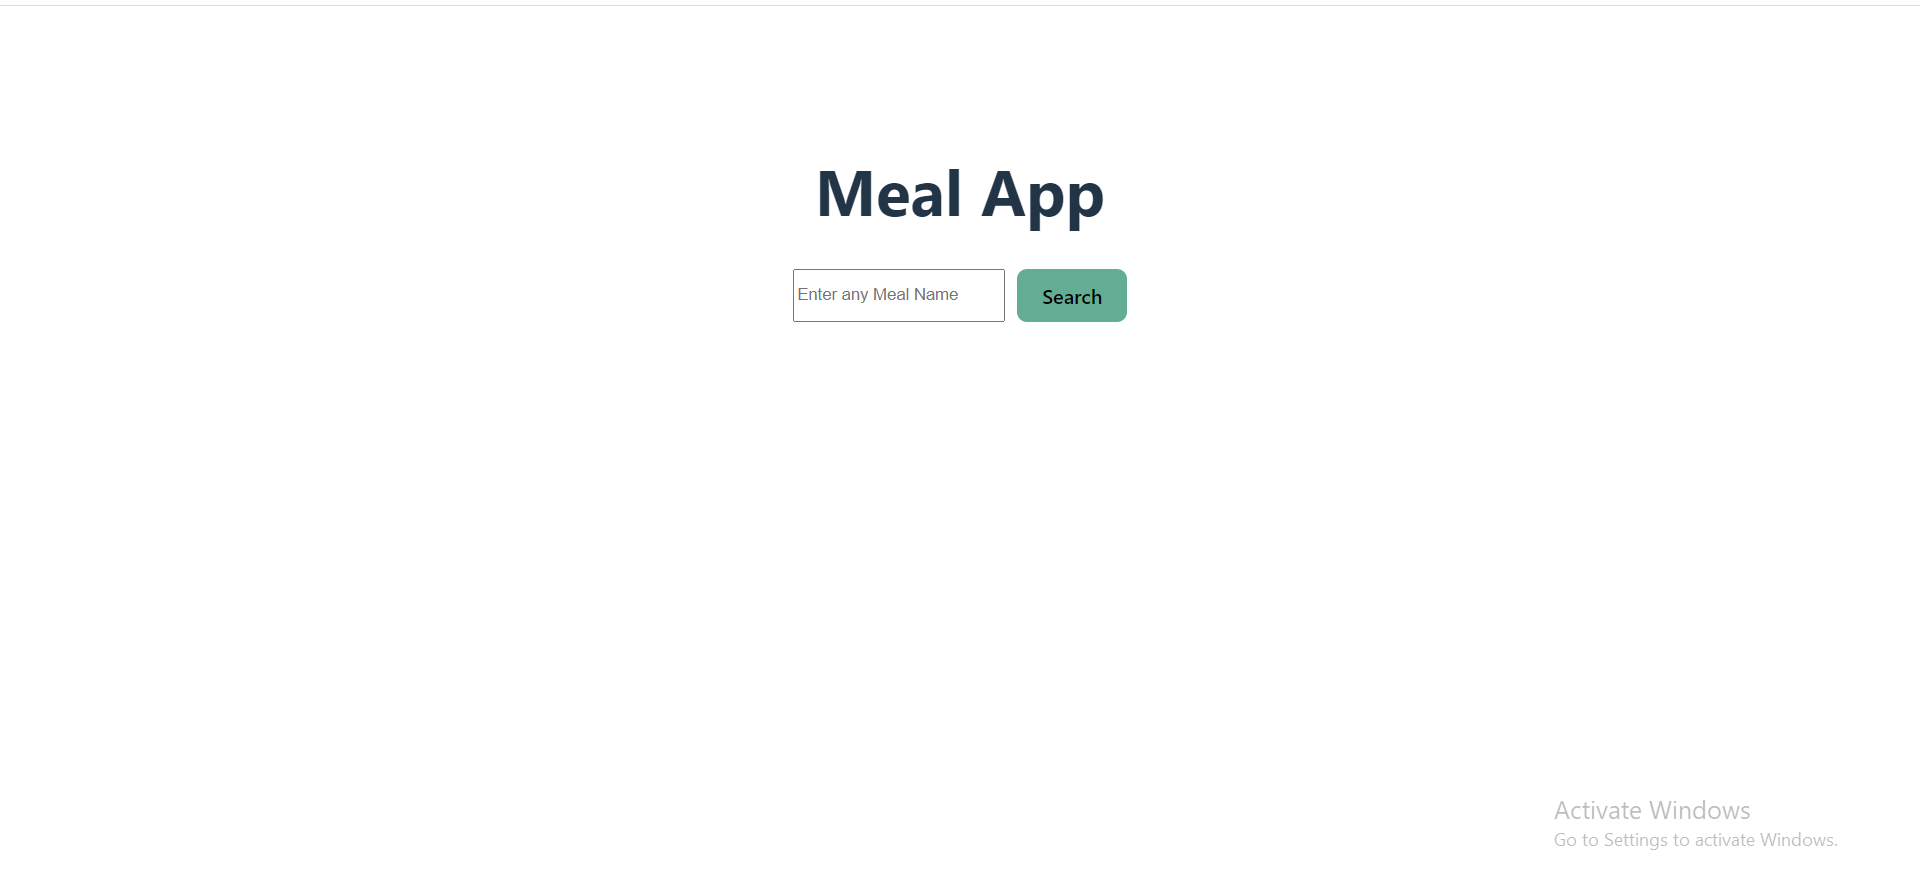 Meal App
Enter any Meal Name
Search
Activate Windows
Go to Settings to activate Windows.